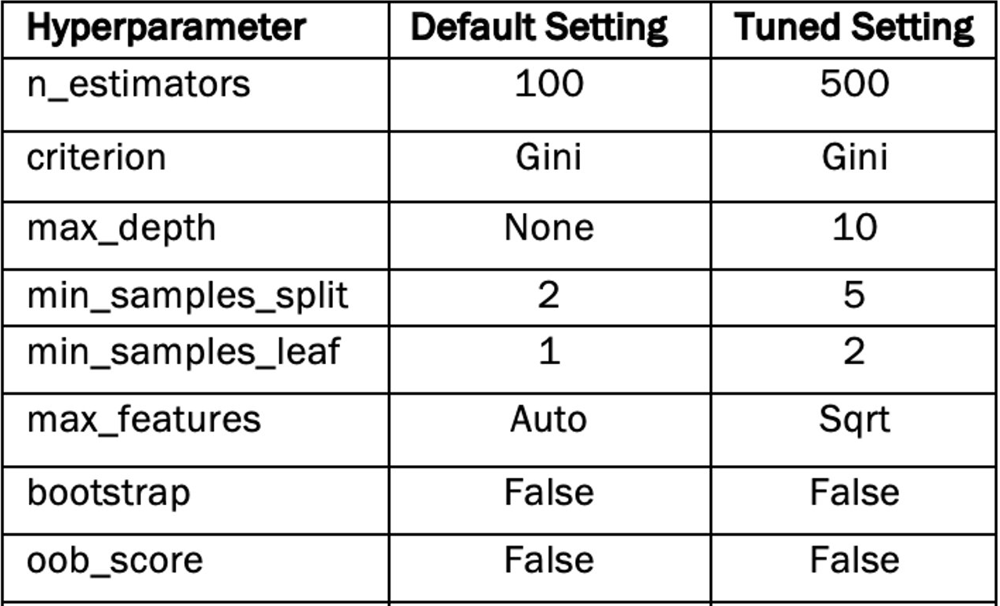 Hyperparameter Default Setting Tuned Setting
n_estimators 100 500
criterion Gini Gini
max_depth None 10
min_samples_split 2 5
min_samples_leaf 1 2
max_features Auto Sqrt
bootstrap False False
oob_score False False